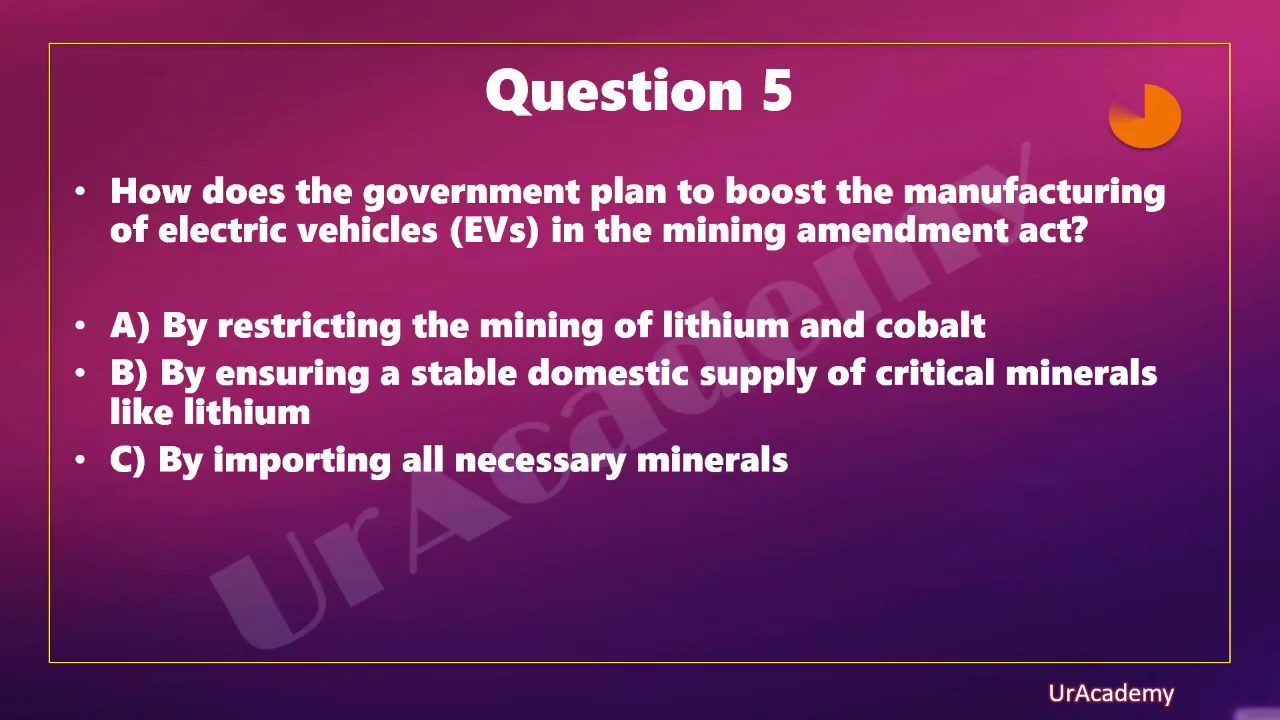 Question 5
• How does the government plan to boost the manufacturing
of electric vehicles (EVs) in the mining amendment act?
• A) By restricting the mining of lithium and cobalt
• B) By ensuring a stable domestic supply of critical minerals
like lithium
• C) By importing all necessary minerals
UrAcademy
UrAcademy